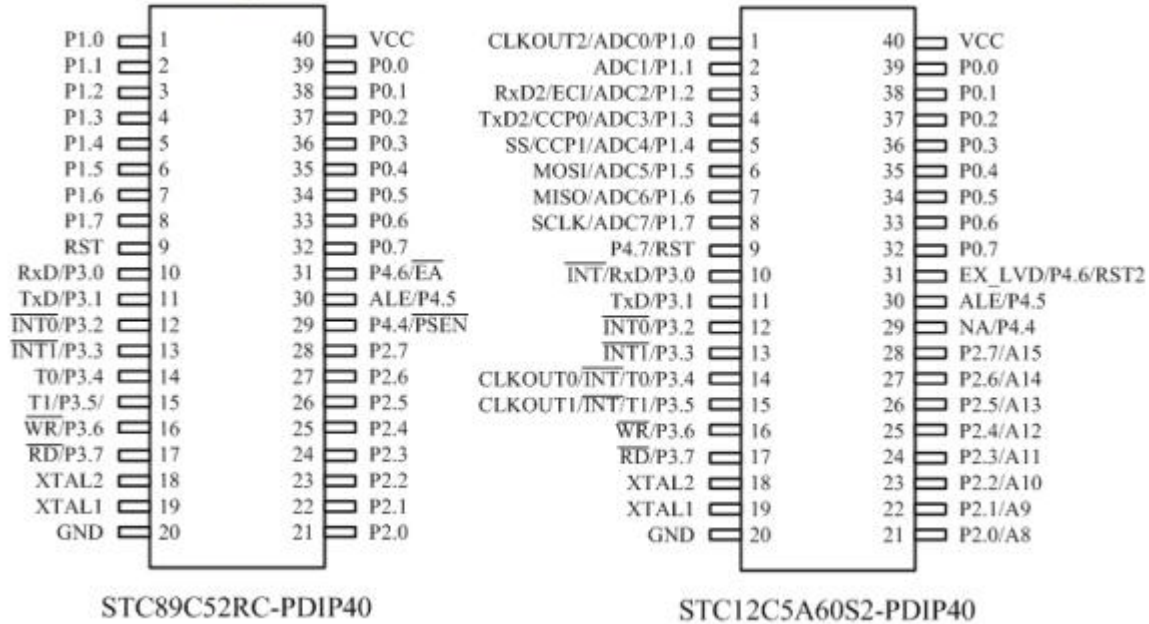 P1.0 1 40 VCC CLKOUT2/ADC0/P1.0 1 40 VCC
P1.1 2 39 P0.0 ADC1/P1.1 2 39 P0.0
P1.2 3 38 P0.1 RxD2/ECI/ADC2/P1.2 3 38 P0.1
P1.3 4 37 P0.2 TxD2/CCP0/ADC3/P1.3 4 37 P0.2
P1.4 5 36 P0.3 SS/CCP1/ADC4/P1.4 5 36 P0.3
P1.5 6 35 P0.4 MOSI/ADC5/P1.5 6 35 P0.4
P1.6 7 34 P0.5 MISO/ADC6/P1.6 7 34 P0.5
P1.7 8 33 P0.6 SCLK/ADC7/P1.7 8 33 P0.6
RST 9 32 P0.7 P4.7/RST 9 32 P0.7
RxD/P3.0 10 31 P4.6/EA INT/RxD/P3.0 10 31 EX_LVD/P4.6/RST2
TxD/P3.1 11 30 ALE/P4.5 TxD/P3.1 11 30 ALE/P4.5
INT0/P3.2 12 29 P4.4/PSEN INT0/P3.2 12 29 NA/P4.4
INT1/P3.3 13 28 P2.7 INT1/P3.3 13 28 P2.7/A15
T0/P3.4 14 27 P2.6 CLKOUT0/INT/T0/P3.4 14 27 P2.6/A14
T1/P3.5/ 15 26 P2.5 CLKOUT1/INT/T1/P3.5 15 26 P2.5/A13
WR/P3.6 16 25 P2.4 WR/P3.6 16 25 P2.4/A12
RD/P3.7 17 24 P2.3 RD/P3.7 17 24 P2.3/A11
XTAL2 18 23 P2.2 XTAL2 18 23 P2.2/A10
XTAL1 19 22 P2.1 XTAL1 19 22 P2.1/A9
GND 20 21 P2.0 GND 20 21 P2.0/A8
STC89C52RC-PDIP40 STC12C5A60S2-PDIP40